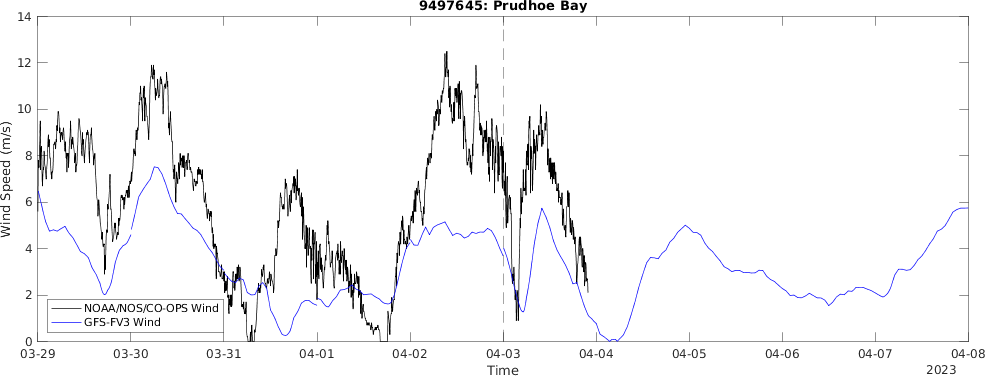 9497645: Prudhoe Bay
14
12
10
8
6
4
2
0
Wind Speed (m/s)
NOAA/NOS/CO-OPS Wind
GFS-FV3 Wind
03-29 03-30 03-31 04-01 04-02 04-03 04-04 04-05 04-06 04-07 04-08
Time
2023